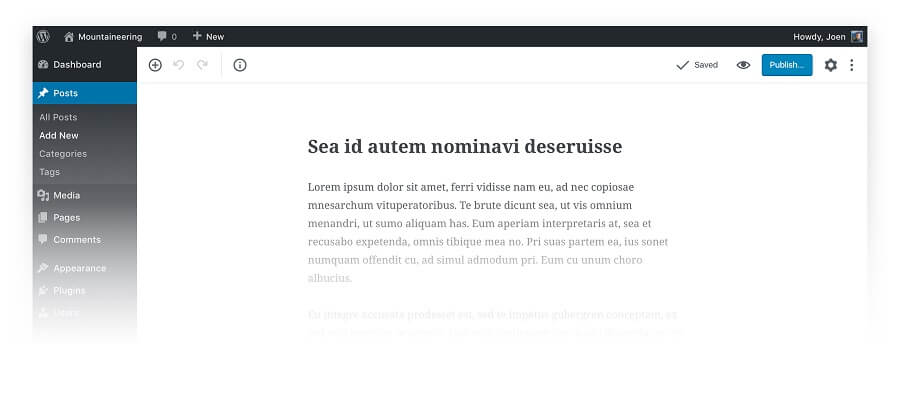 Mountaineering 0 New Howdy, Joen
Dashboard
Saved Publish...
Posts
All Posts
Add New
Categories
Tags
Media
Pages
Comments
Appearance
Plugins
Users
Sea id autem nominavi deseruisse
Lorem ipsum dolor sit amet, ferri vidisse nam eu, ad nec copiosae
mnesarchum vituperatoribus. Te brute dicunt sea, ut vis omnium
menandri, ut sumo aliquam has. Eum aperiam interpretaris at, sea et
recusabo expetenda, omnis tibique mea no. Pri suas partem ea, ius sonet
numquam offendit cu, ad simul admodum pri. Eum cu unum choro
albucius.
Eu integre accusata prodesset est, sed te impetus gubergren conceptam, ex